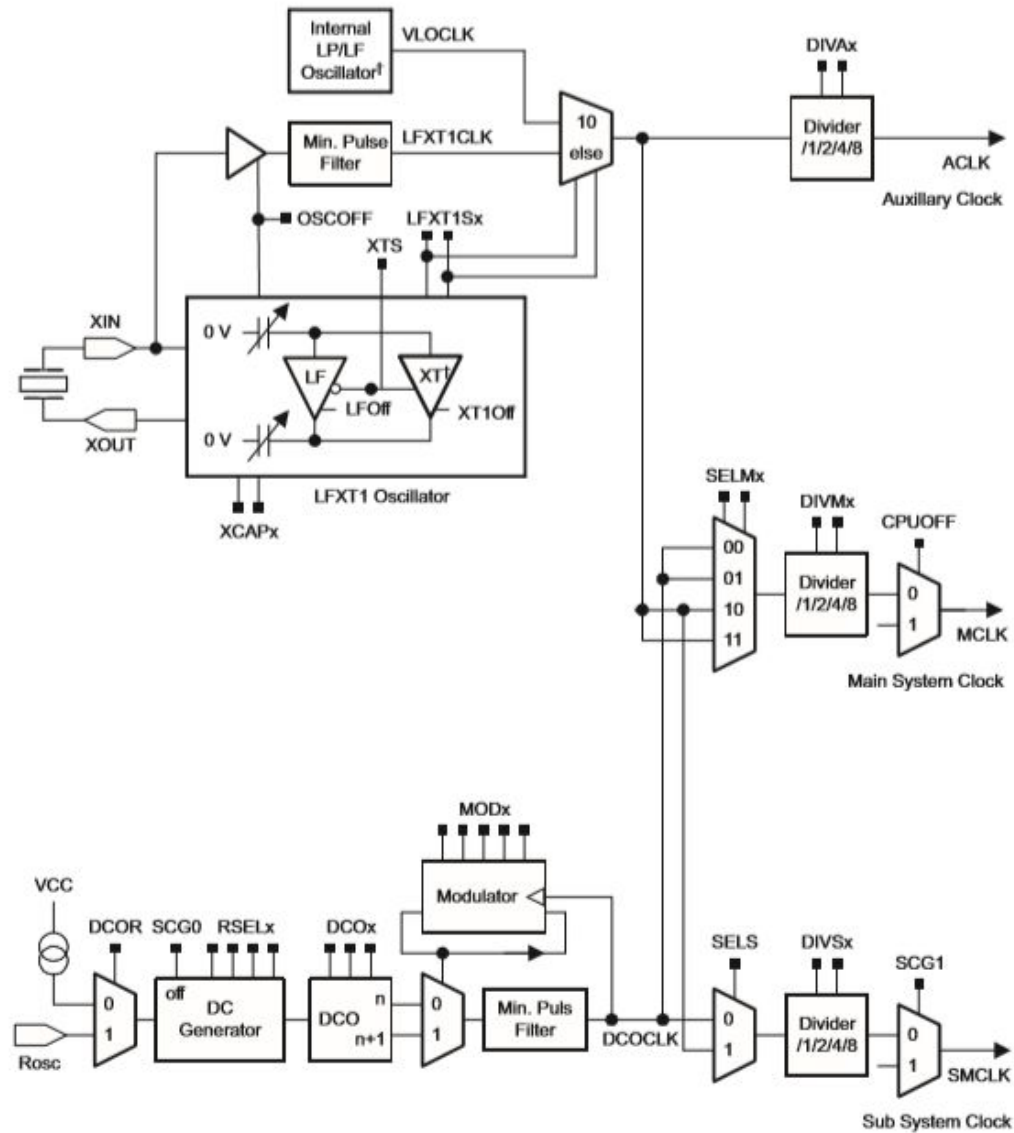 Internal
LP/LF
Oscillator†
VLOCLK
DIVAx
10
else
Divider
/1/2/4/8
ACLK
Auxillary Clock
Min. Pulse
Filter
LFXT1CLK
OSCOFF
LFXT1Sx
XTS
XIN
0 V
LF
XT†
LFOff
XT1Off
0 V
XOUT
LFXT1 Oscillator
XCAPx
SELMx
DIVMx
CPUOFF
00
01
10
11
Divider
/1/2/4/8
0
1
MCLK
Main System Clock
MODx
Modulator
VCC
DCOR
SCG0
RSELx
DCOx
0
1
off
DC
Generator
DCO
n
n+1
0
1
Min. Puls
Filter
DCOCLK
Rosc
SELS
DIVSx
SCG1
0
1
Divider
/1/2/4/8
0
1
SMCLK
Sub System Clock